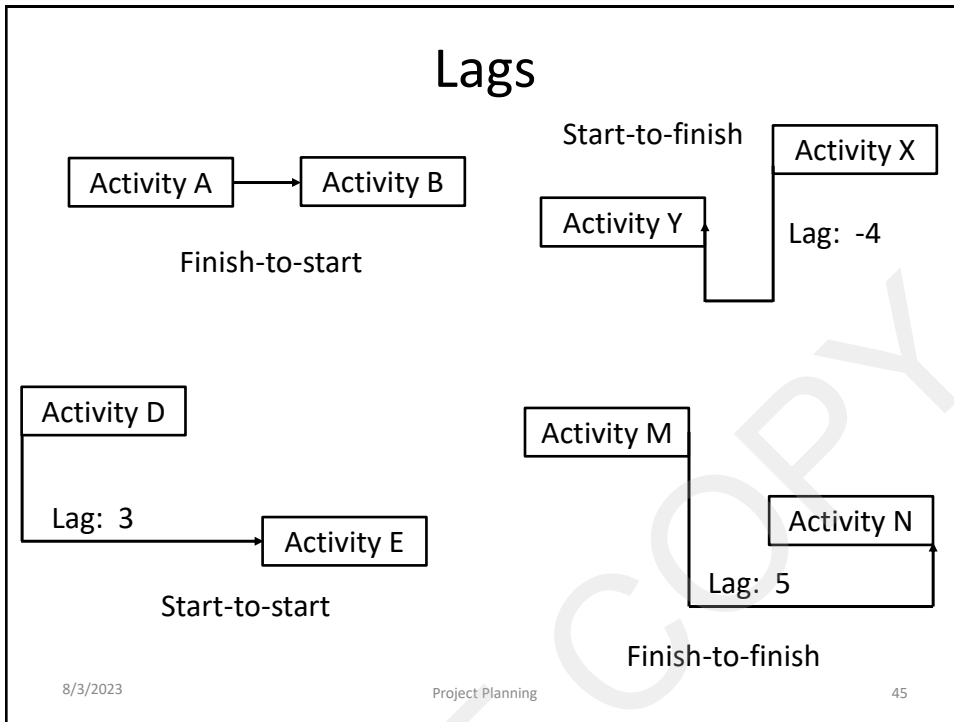 Lags
Activity A
Activity B
Finish-to-start
Start-to-finish
Activity X
Activity Y
Lag:  -4
Activity D
Lag:  3
Activity E
Start-to-start
Activity M
Activity N
Lag:  5
Finish-to-finish
COPY
8/3/2023
Project Planning
45